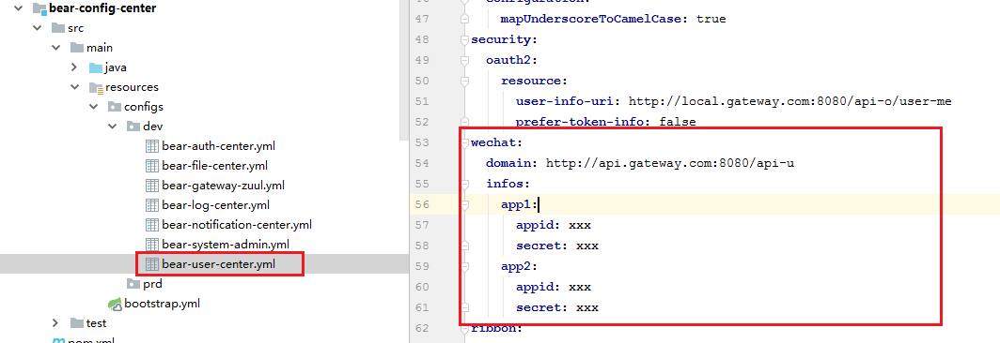 bear-config-center
src
main
java
resources
configs
dev
bear-auth-center.yml
bear-file-center.yml
bear-gateway-zuul.yml
bear-log-center.yml
bear-notification-center.yml
bear-system-admin.yml
bear-user-center.yml
prd
bootstrap.yml
test
pom.xml
46 configuration:
47 mapUnderscoreToCamelCase: true
48 security:
49 oauth2:
50 resource:
51 user-info-uri: http://local.gateway.com:8080/api-o/user-me
52 prefer-token-info: false
53 wechat:
54 domain: http://api.gateway.com:8080/api-u
55 infos:
56 app1:
57 appid: xxx
58 secret: xxx
59 app2:
60 appid: xxx
61 secret: xxx
62 ribbon: